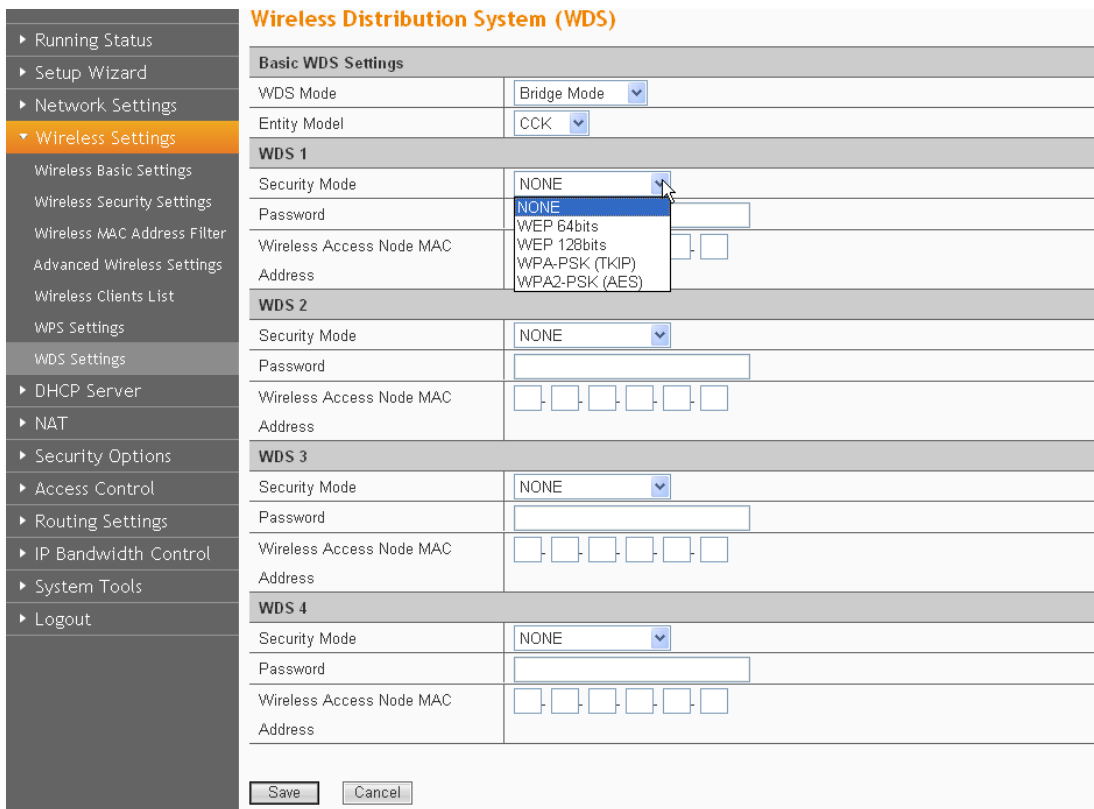 Running Status
Setup Wizard
Network Settings
Wireless Settings
Wireless Basic Settings
Wireless Security Settings
Wireless MAC Address Filter
Advanced Wireless Settings
Wireless Clients List
WPS Settings
WDS Settings
DHCP Server
NAT
Security Options
Access Control
Routing Settings
IP Bandwidth Control
System Tools
Logout
Wireless Distribution System (WDS)
Basic WDS Settings
WDS Mode Bridge Mode
Entity Model CCK
WDS 1
Security Mode NONE
NONE
WEP 64bits
WEP 128bits
WPA-PSK (TKIP)
WPA2-PSK (AES)
Password
Wireless Access Node MAC
Address
WDS 2
Security Mode NONE
Password
Wireless Access Node MAC - - - - -
Address
WDS 3
Security Mode NONE
Password
Wireless Access Node MAC - - - - -
Address
WDS 4
Security Mode NONE
Password
Wireless Access Node MAC - - - - -
Address
Save Cancel